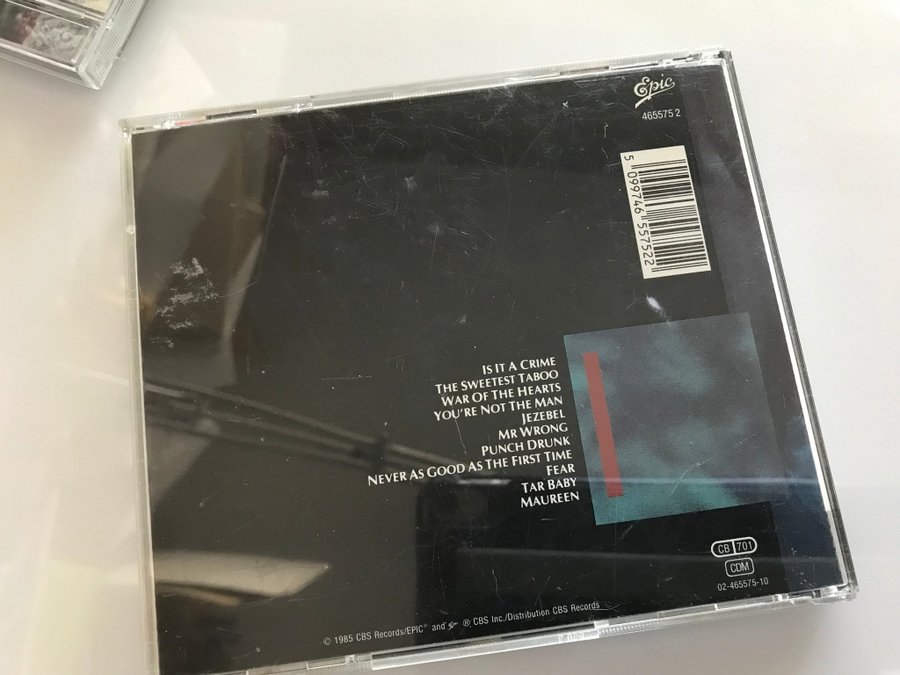 Epic
465575 2
5 099746 557522
IS IT A CRIME
THE SWEETEST TABOO
WAR OF THE HEARTS
YOU'RE NOT THE MAN
JEZEBEL
MR WRONG
PUNCH DRUNK
NEVER AS GOOD AS THE FIRST TIME
FEAR
TAR BABY
MAUREEN
CB 701
CDM
02-465575-10
© 1985 CBS Records/EPIC® and ℗ CBS Inc./Distribution CBS Records